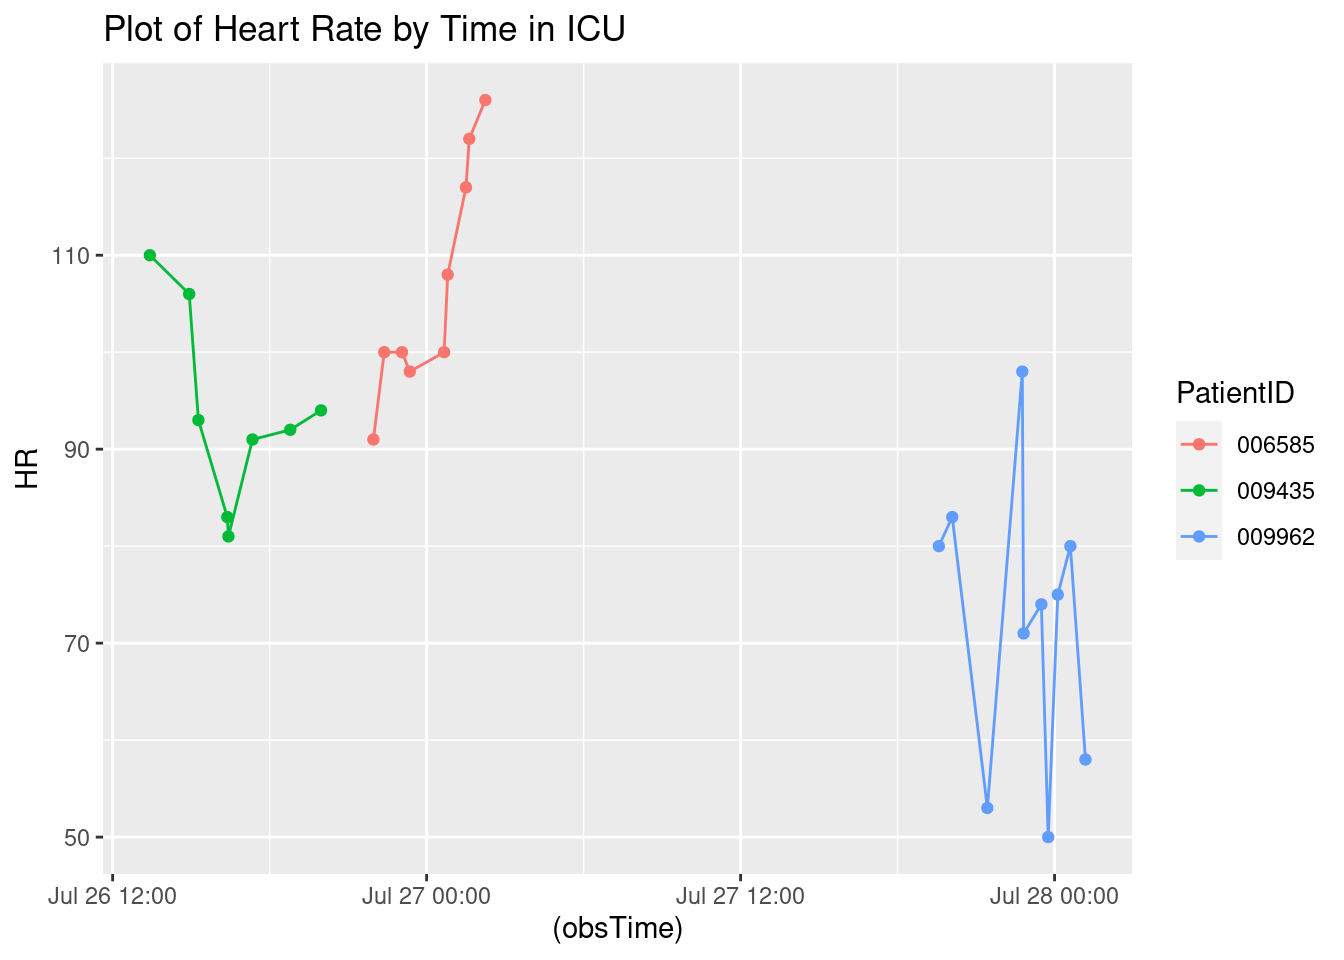 Plot of Heart Rate by Time in ICU
110
90
70
50
HR
Jul 26 12:00
Jul 27 00:00
Jul 27 12:00
Jul 28 00:00
(obsTime)
PatientID
006585
009435
009962